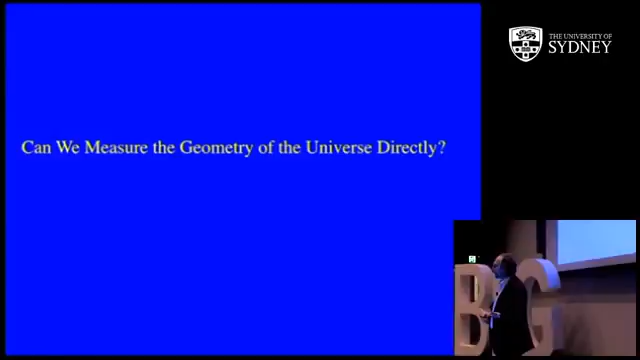 THE UNIVERSITY OF
SYDNEY
Can We Measure the Geometry of the Universe Directly?
B G